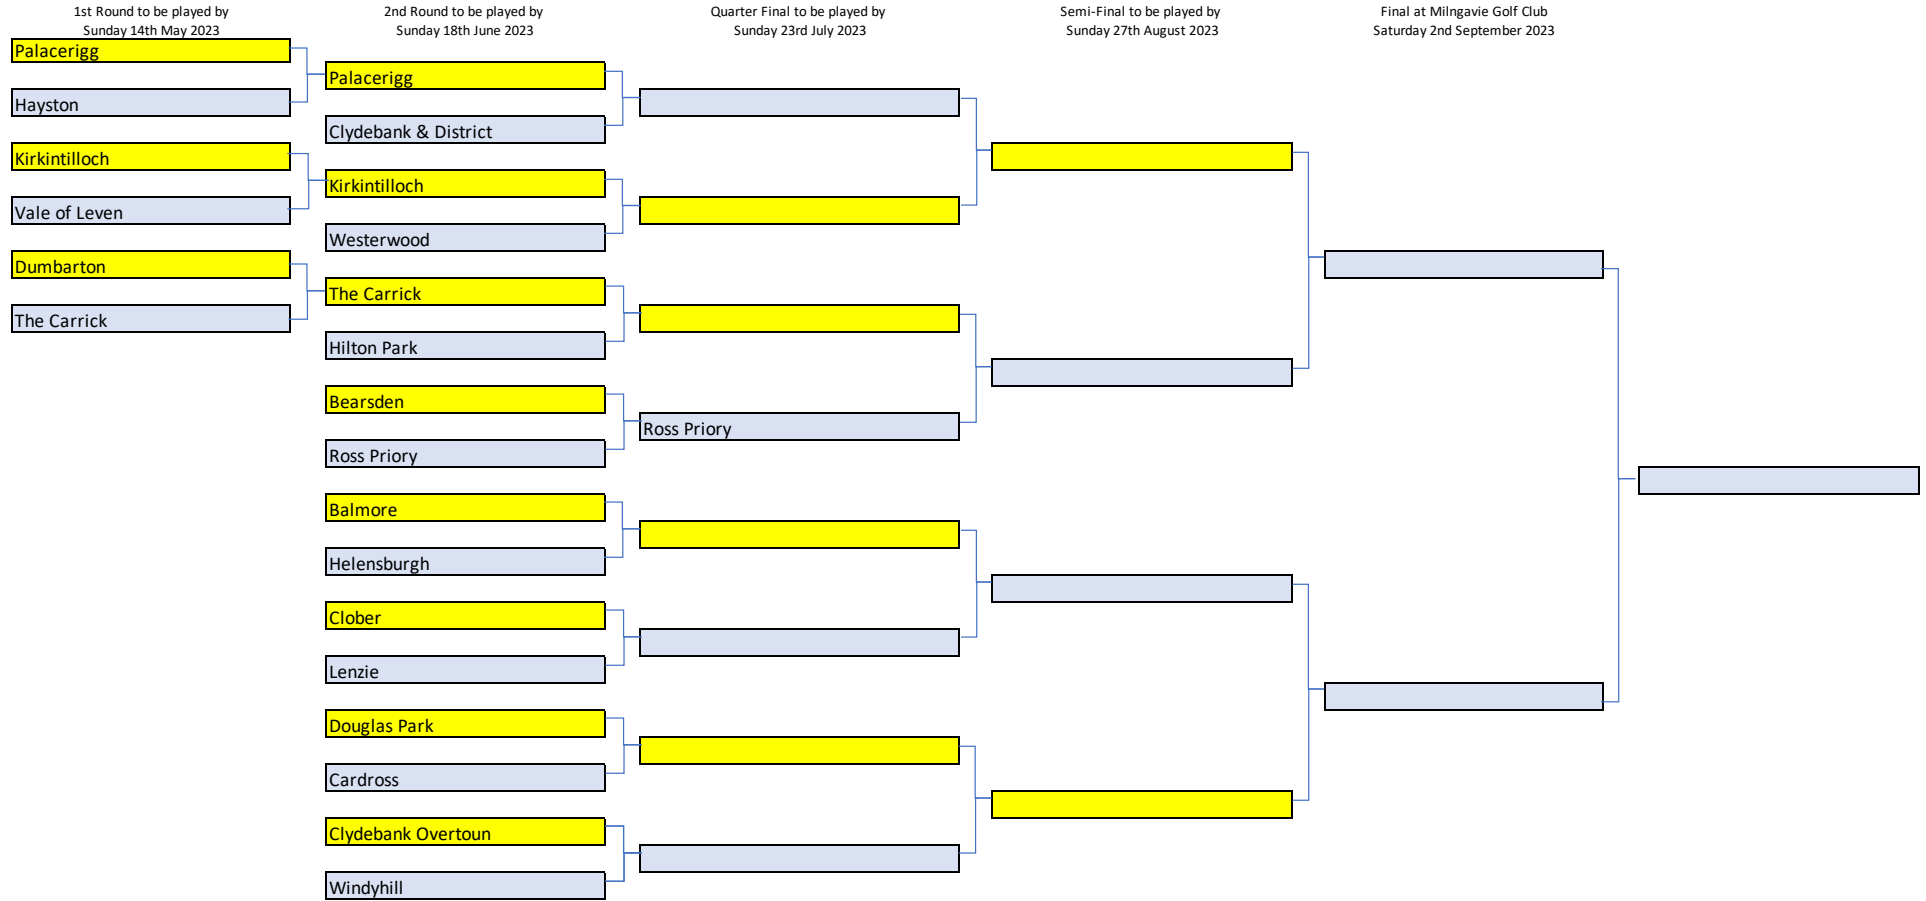 1st Round to be played by
Sunday 14th May 2023
2nd Round to be played by
Sunday 18th June 2023
Quarter Final to be played by
Sunday 23rd July 2023
Semi-Final to be played by
Sunday 27th August 2023
Final at Milngavie Golf Club
Saturday 2nd September 2023
Palacerigg
Hayston
Kirkintilloch
Vale of Leven
Dumbarton
The Carrick
Palacerigg
Clydebank & District
Kirkintilloch
Westerwood
The Carrick
Hilton Park
Bearsden
Ross Priory
Balmore
Helensburgh
Clober
Lenzie
Douglas Park
Cardross
Clydebank Overtoun
Windyhill
Ross Priory